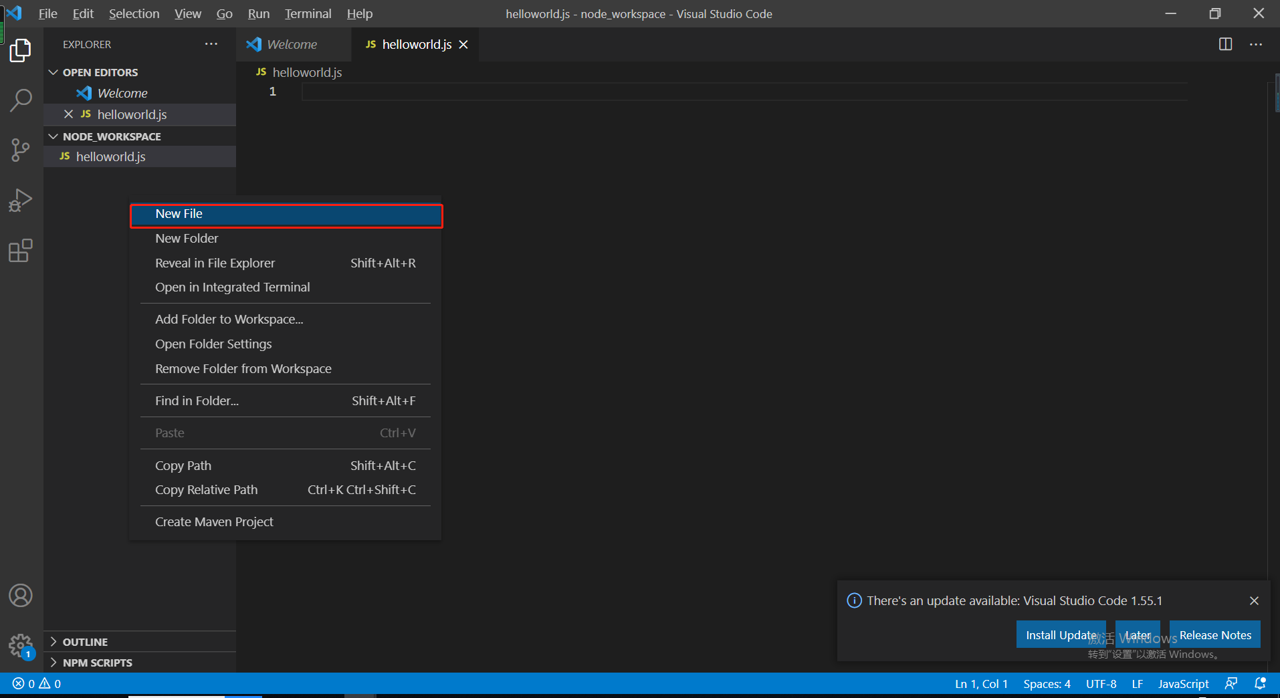 File Edit Selection View Go Run Terminal Help
helloworld.js - node_workspace - Visual Studio Code
EXPLORER
Welcome
JS helloworld.js
OPEN EDITORS
Welcome
JS helloworld.js
NODE_WORKSPACE
JS helloworld.js
JS helloworld.js
1
New File
New Folder
Reveal in File Explorer Shift+Alt+R
Open in Integrated Terminal
Add Folder to Workspace...
Open Folder Settings
Remove Folder from Workspace
Find in Folder... Shift+Alt+F
Paste Ctrl+V
Copy Path Shift+Alt+C
Copy Relative Path Ctrl+K Ctrl+Shift+C
Create Maven Project
There's an update available: Visual Studio Code 1.55.1
Install Update Later Release Notes
激活 Windows
转到"设置"以激活 Windows。
OUTLINE
1
NPM SCRIPTS
0 0
Ln 1, Col 1 Spaces: 4 UTF-8 LF JavaScript